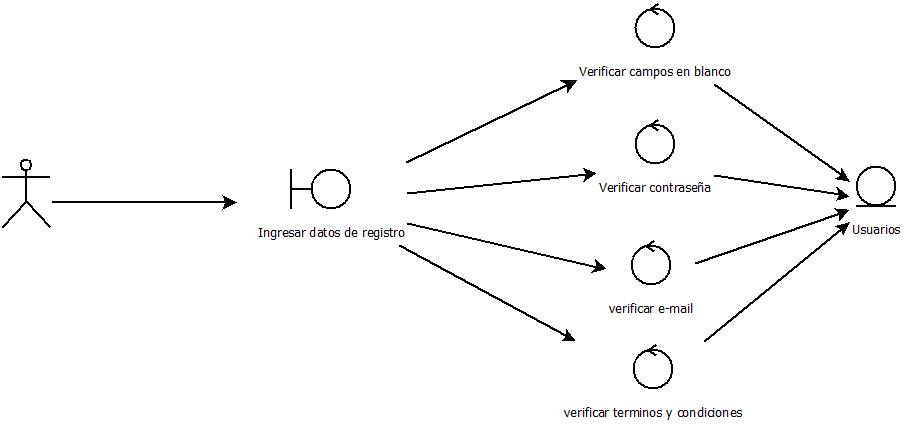 Verificar campos en blanco
Verificar contraseña
Ingresar datos de registro
Usuarios
verificar e-mail
verificar terminos y condiciones